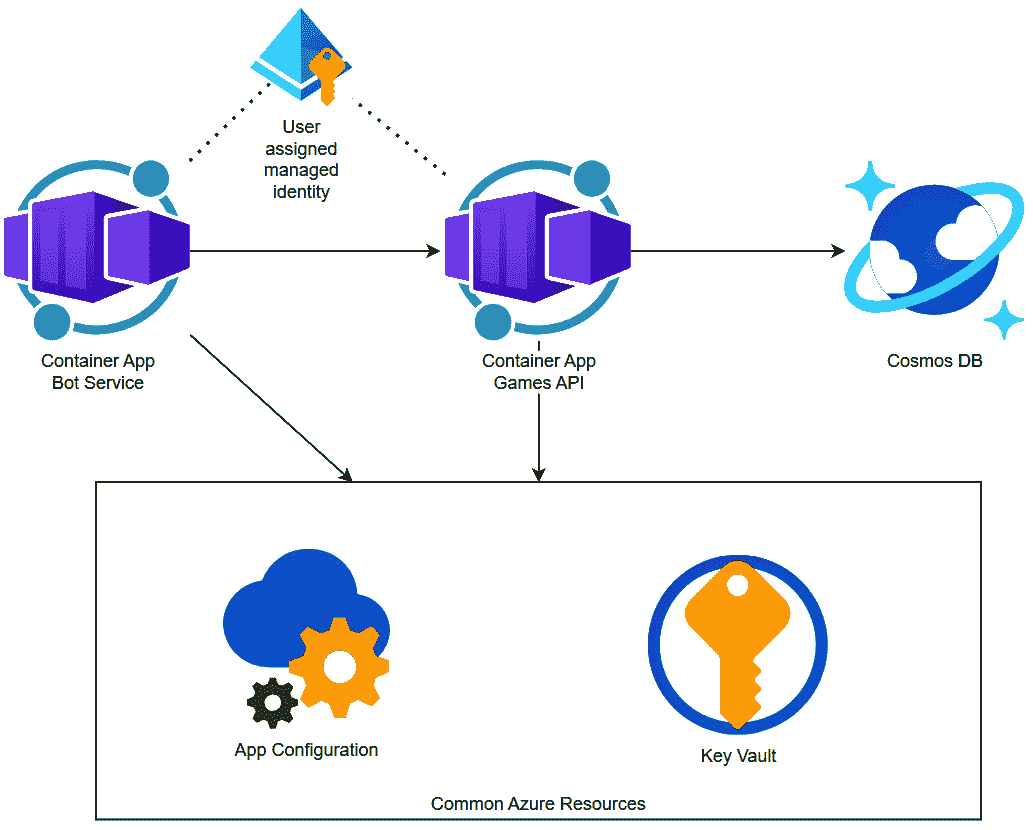 User
assigned
managed
identity
Container App
Bot Service
Container App
Games API
Cosmos DB
App Configuration
Key Vault
Common Azure Resources